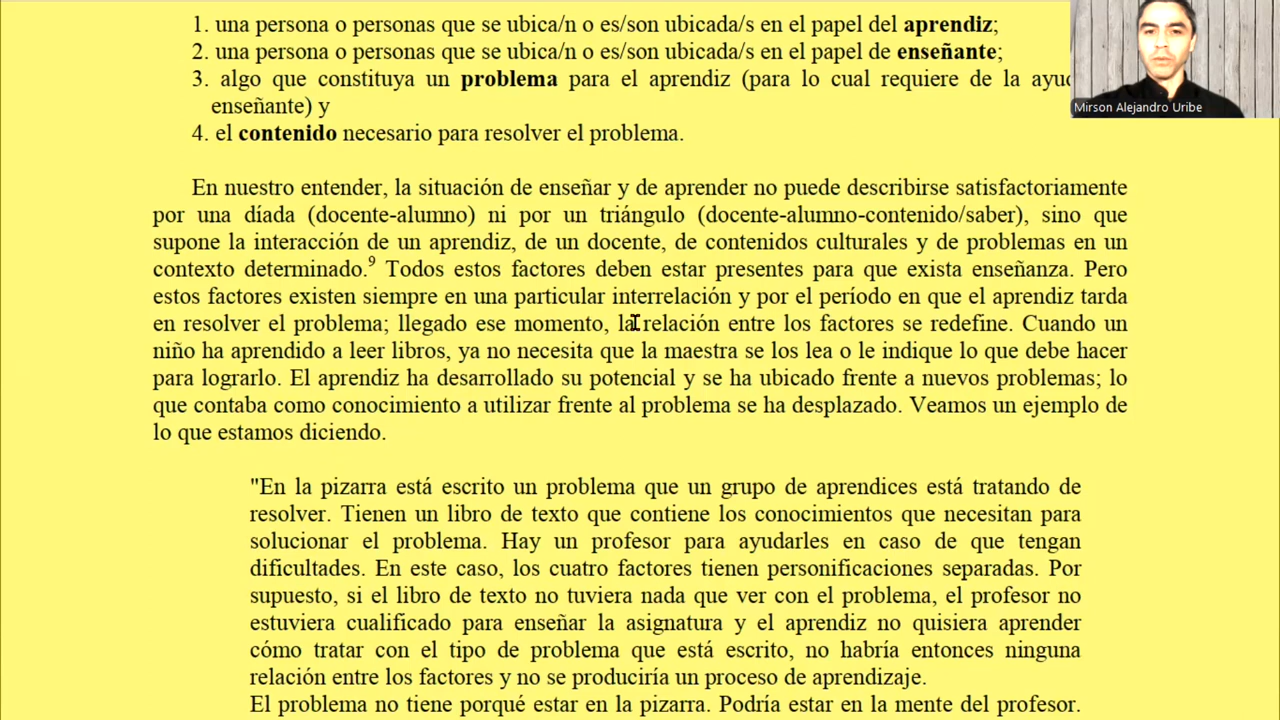 1. una persona o personas que se ubica/n o es/son ubicada/s en el papel del aprendiz;
2. una persona o personas que se ubica/n o es/son ubicada/s en el papel de enseñante;
3. algo que constituya un problema para el aprendiz (para lo cual requiere de la
enseñante) y
4. el contenido necesario para resolver el problema.
Mirson Alejandro Uribe
En nuestro entender, la situación de enseñar y de aprender no puede describirse satisfactoriamente
por una díada (docente-alumno) ni por un triángulo (docente-alumno-contenido/saber), sino que
supone la interacción de un aprendiz, de un docente, de contenidos culturales y de problemas en un
contexto determinado.9 Todos estos factores deben estar presentes para que exista enseñanza. Pero
estos factores existen siempre en una particular interrelación y por el período en que el aprendiz tarda
en resolver el problema; llegado ese momento, la relación entre los factores se redefine. Cuando un
niño ha aprendido a leer libros, ya no necesita que la maestra se los lea o le indique lo que debe hacer
para lograrlo. El aprendiz ha desarrollado su potencial y se ha ubicado frente a nuevos problemas; lo
que contaba como conocimiento a utilizar frente al problema se ha desplazado. Veamos un ejemplo de
lo que estamos diciendo.
"En la pizarra está escrito un problema que un grupo de aprendices está tratando de
resolver. Tienen un libro de texto que contiene los conocimientos que necesitan para
solucionar el problema. Hay un profesor para ayudarles en caso de que tengan
dificultades. En este caso, los cuatro factores tienen personificaciones separadas. Por
supuesto, si el libro de texto no tuviera nada que ver con el problema, el profesor no
estuviera cualificado para enseñar la asignatura y el aprendiz no quisiera aprender
cómo tratar con el tipo de problema que está escrito, no habría entonces ninguna
relación entre los factores y no se produciría un proceso de aprendizaje.
El problema no tiene porqué estar en la pizarra. Podría estar en la mente del profesor.